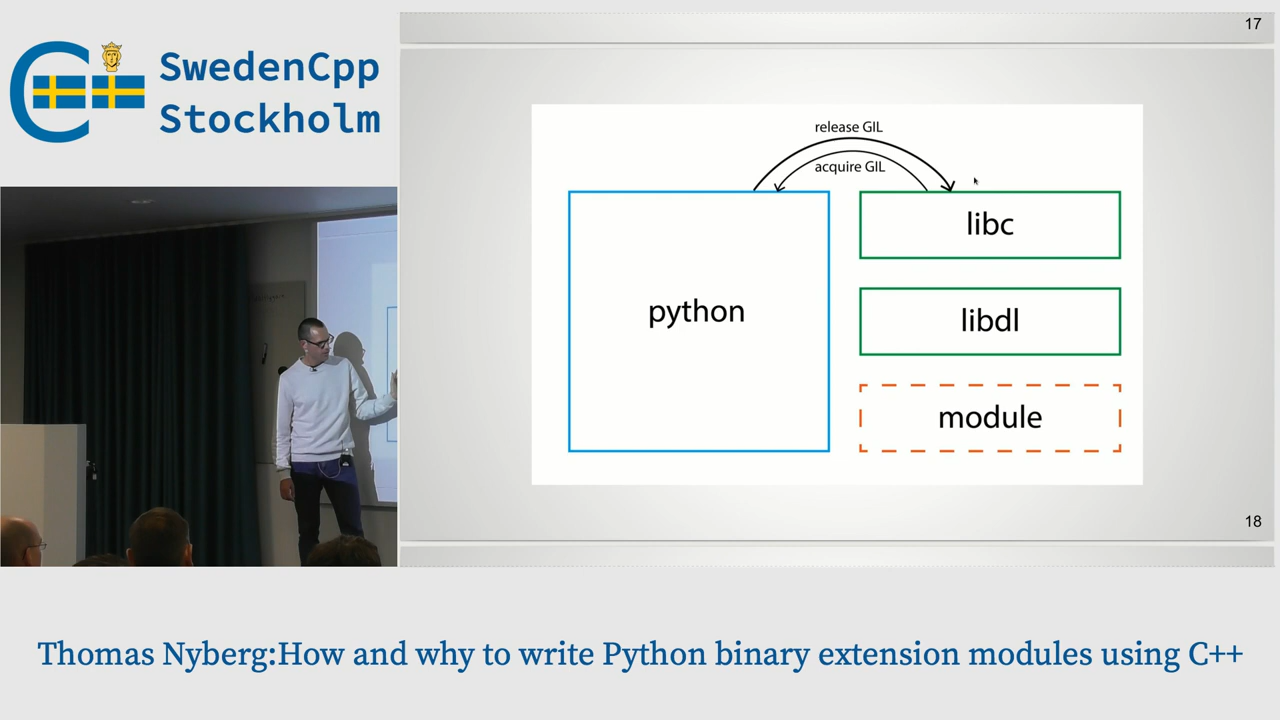 SwedenCpp
Stockholm
17
release GIL
acquire GIL
python
libc
libdl
module
18
Thomas Nyberg:How and why to write Python binary extension modules using C++